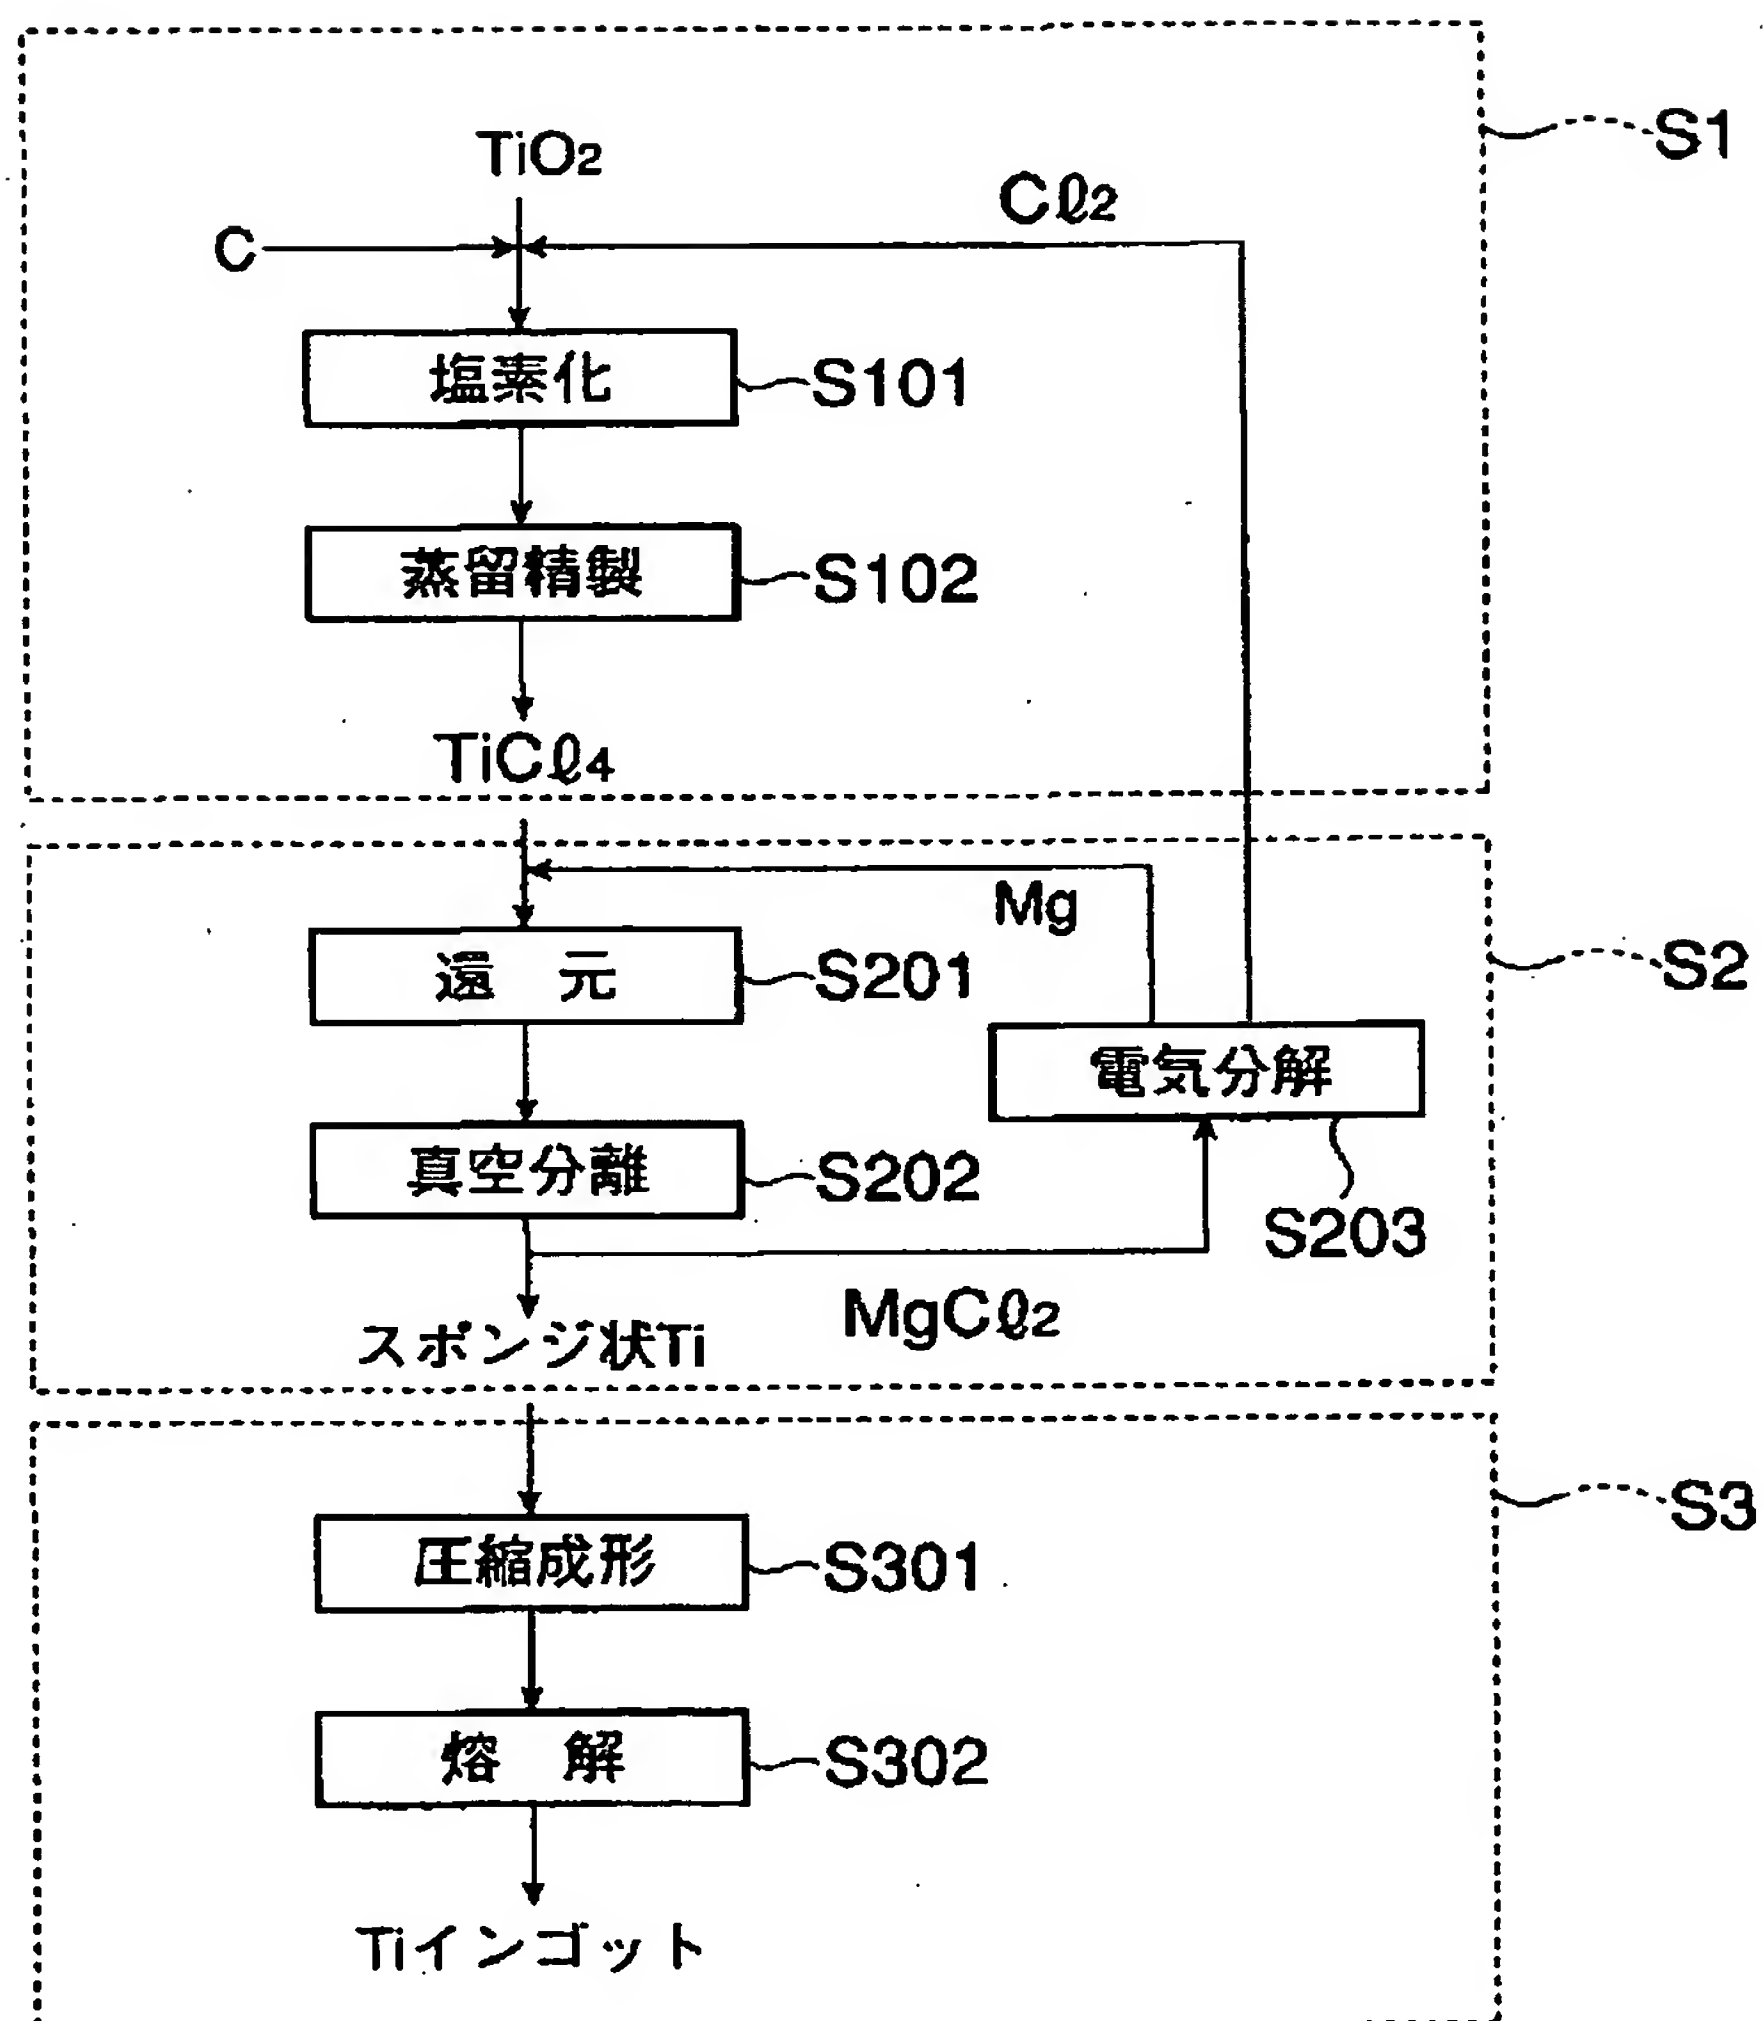 S1
TiO2
Cℓ2
C
塩素化
S101
蒸留精製
S102
TiCℓ4
Mg
S2
還 元
S201
電気分解
真空分離
S202
S203
MgCℓ2
スポンジ状Ti
S3
圧縮成形
S301
熔 解
S302
Tiインゴット